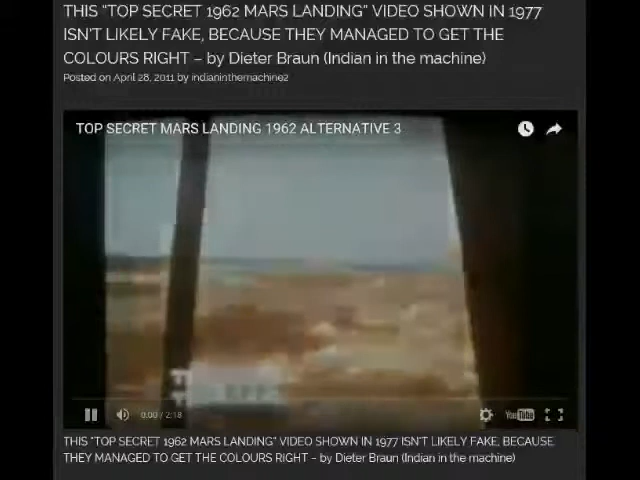 THIS "TOP SECRET 1962 MARS LANDING" VIDEO SHOWN IN 1977
ISN'T LIKELY FAKE, BECAUSE THEY MANAGED TO GET THE
COLOURS RIGHT – by Dieter Braun (Indian in the machine)
Posted on April 28, 2011 by indianinthemachine2
TOP SECRET MARS LANDING 1962 ALTERNATIVE 3
0:00 / 2:18
YouTube
THIS "TOP SECRET 1962 MARS LANDING" VIDEO SHOWN IN 1977 ISN'T LIKELY FAKE, BECAUSE
THEY MANAGED TO GET THE COLOURS RIGHT – by Dieter Braun (Indian in the machine)